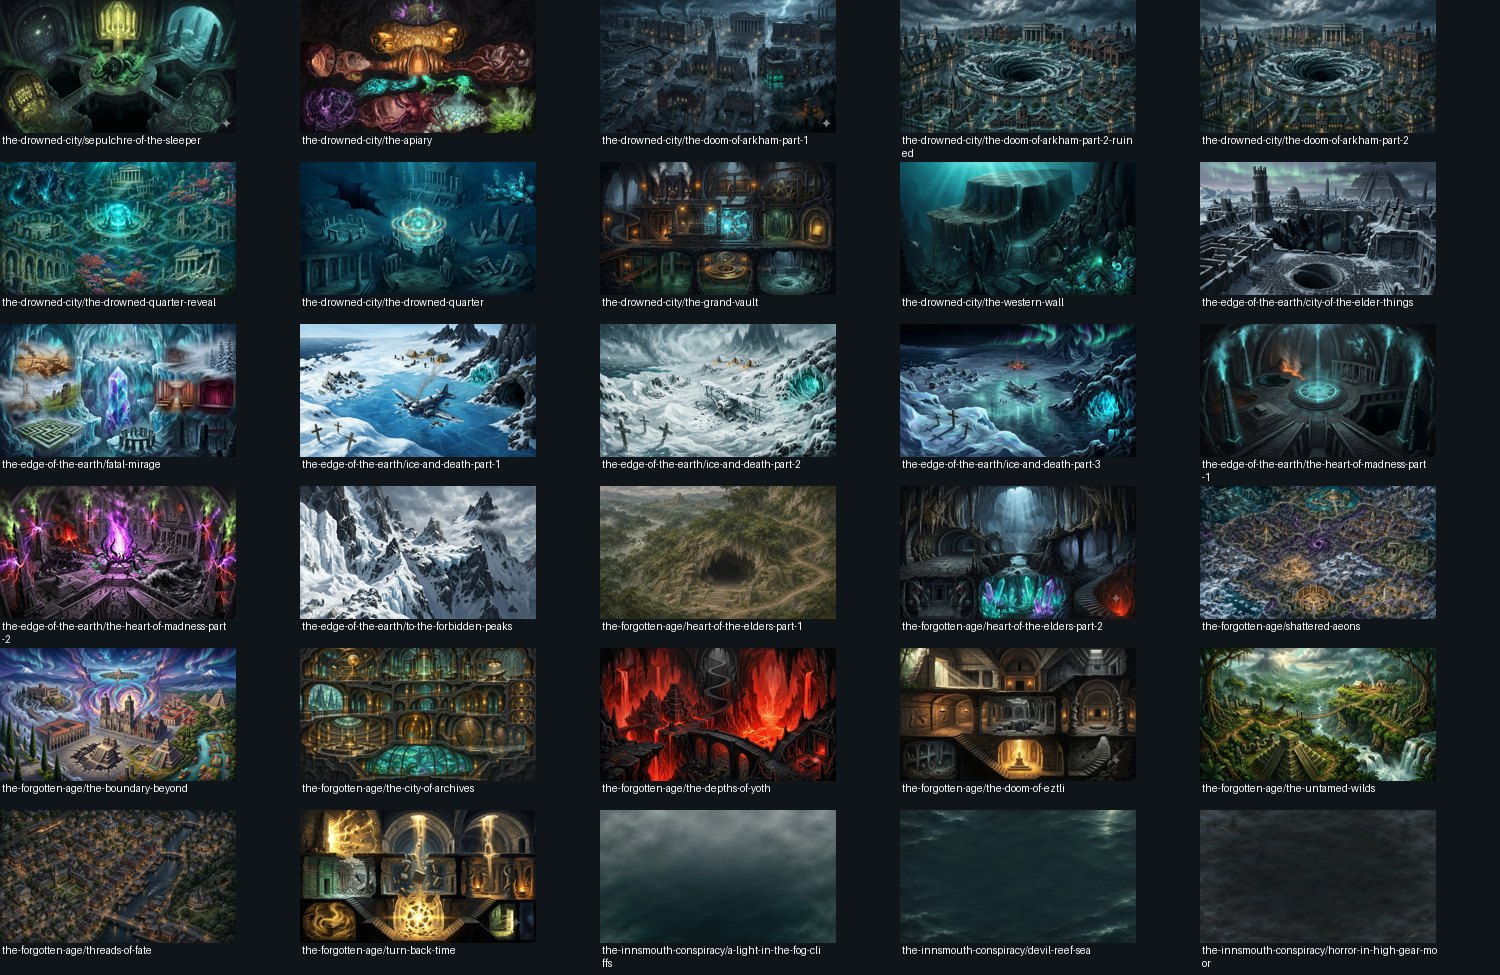 the-drowned-city/sepulchre-of-the-sleeper
the-drowned-city/the-apiary
the-drowned-city/the-doom-of-arkham-part-1
the-drowned-city/the-doom-of-arkham-part-2-ruin
ed
the-drowned-city/the-doom-of-arkham-part-2
the-drowned-city/the-drowned-quarter-reveal
the-drowned-city/the-drowned-quarter
the-drowned-city/the-grand-vault
the-drowned-city/the-western-wall
the-edge-of-the-earth/city-of-the-elder-things
the-edge-of-the-earth/fatal-mirage
the-edge-of-the-earth/ice-and-death-part-1
the-edge-of-the-earth/ice-and-death-part-2
the-edge-of-the-earth/ice-and-death-part-3
the-edge-of-the-earth/the-heart-of-madness-part
-1
the-edge-of-the-earth/the-heart-of-madness-part
-2
the-edge-of-the-earth/to-the-forbidden-peaks
the-forgotten-age/heart-of-the-elders-part-1
the-forgotten-age/heart-of-the-elders-part-2
the-forgotten-age/shattered-aeons
the-forgotten-age/the-boundary-beyond
the-forgotten-age/the-city-of-archives
the-forgotten-age/the-depths-of-yoth
the-forgotten-age/the-doom-of-eztli
the-forgotten-age/the-untamed-wilds
the-forgotten-age/threads-of-fate
the-forgotten-age/turn-back-time
the-innsmouth-conspiracy/a-light-in-the-fog-cli
ffs
the-innsmouth-conspiracy/devil-reef-sea
the-innsmouth-conspiracy/horror-in-high-gear-mo
or